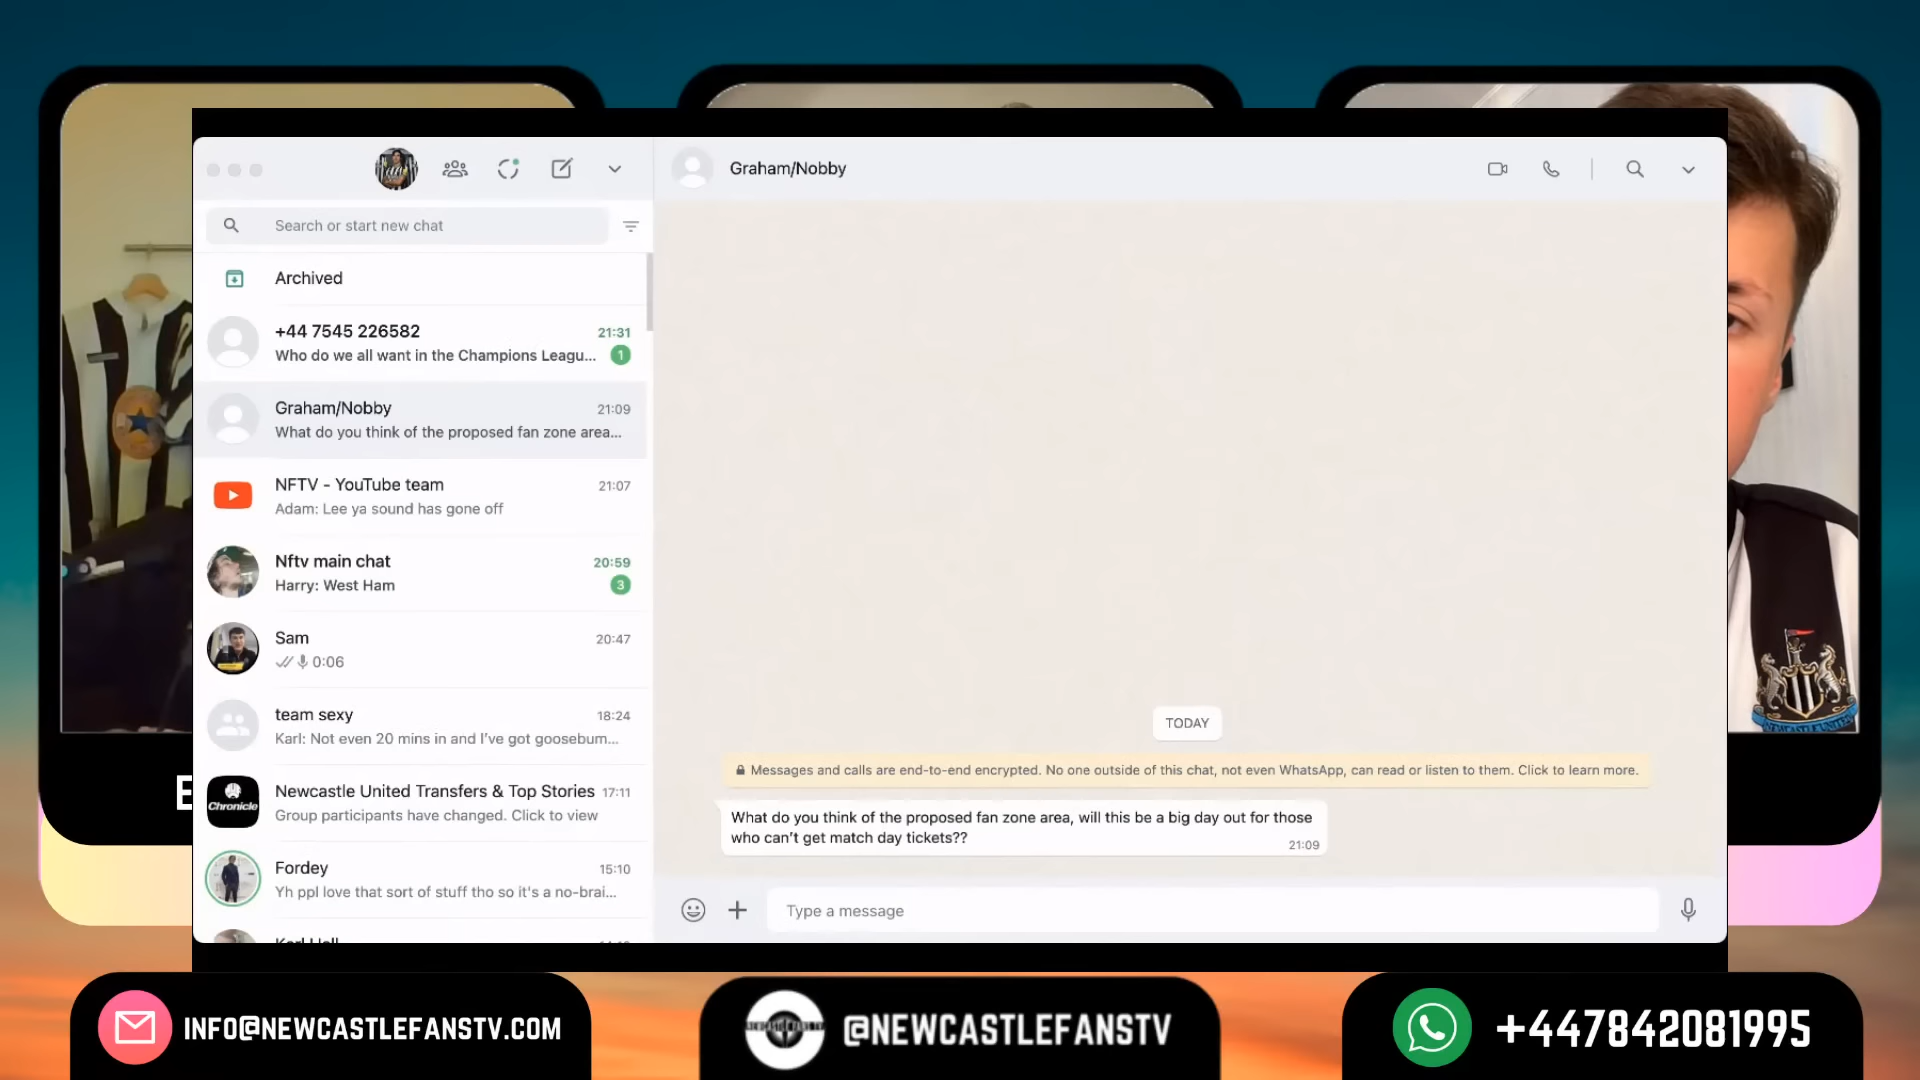 Graham/Nobby
Search or start new chat
Archived
+44 7545 226582
21:31
Who do we all want in the Champions Leagu...
1
Graham/Nobby
21:09
What do you think of the proposed fan zone area...
NFTV - YouTube team
21:07
Adam: Lee ya sound has gone off
Nftv main chat
20:59
Harry: West Ham
3
Sam
20:47
0:06
team sexy
18:24
Karl: Not even 20 mins in and I've got goosebum...
Chronicle
Newcastle United Transfers & Top Stories
17:11
Group participants have changed. Click to view
Fordey
15:10
Yh ppl love that sort of stuff tho so it's a no-brai...
TODAY
Messages and calls are end-to-end encrypted. No one outside of this chat, not even WhatsApp, can read or listen to them. Click to learn more.
What do you think of the proposed fan zone area, will this be a big day out for those
who can't get match day tickets??
21:09
Type a message
E
NEWCASTLE UNITED
INFO@NEWCASTLEFANSTV.COM
NEWCASTLE FANS TV
@NEWCASTLEFANSTV
+447842081995